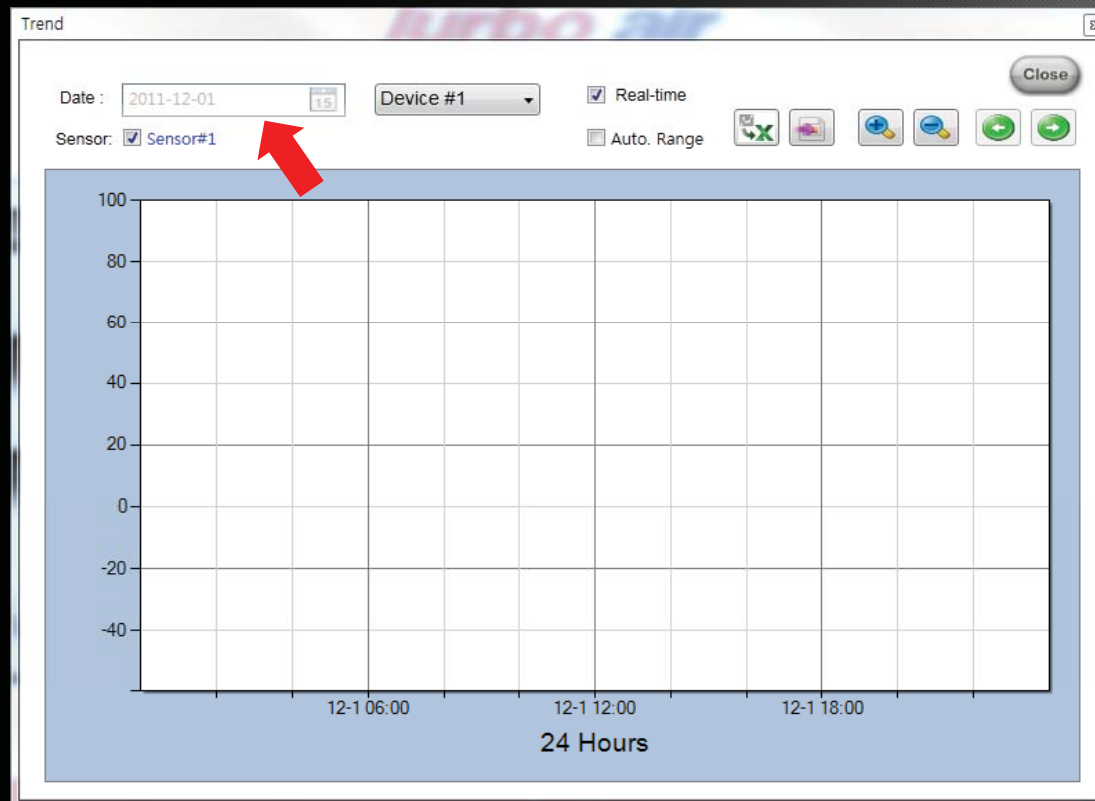 Trend
turbo air
Close
Date : 2011-12-01 15 Device #1 Real-time
Sensor: Sensor#1 Auto. Range
100
80
60
40
20
0
-20
-40
12-1 06:00 12-1 12:00 12-1 18:00
24 Hours